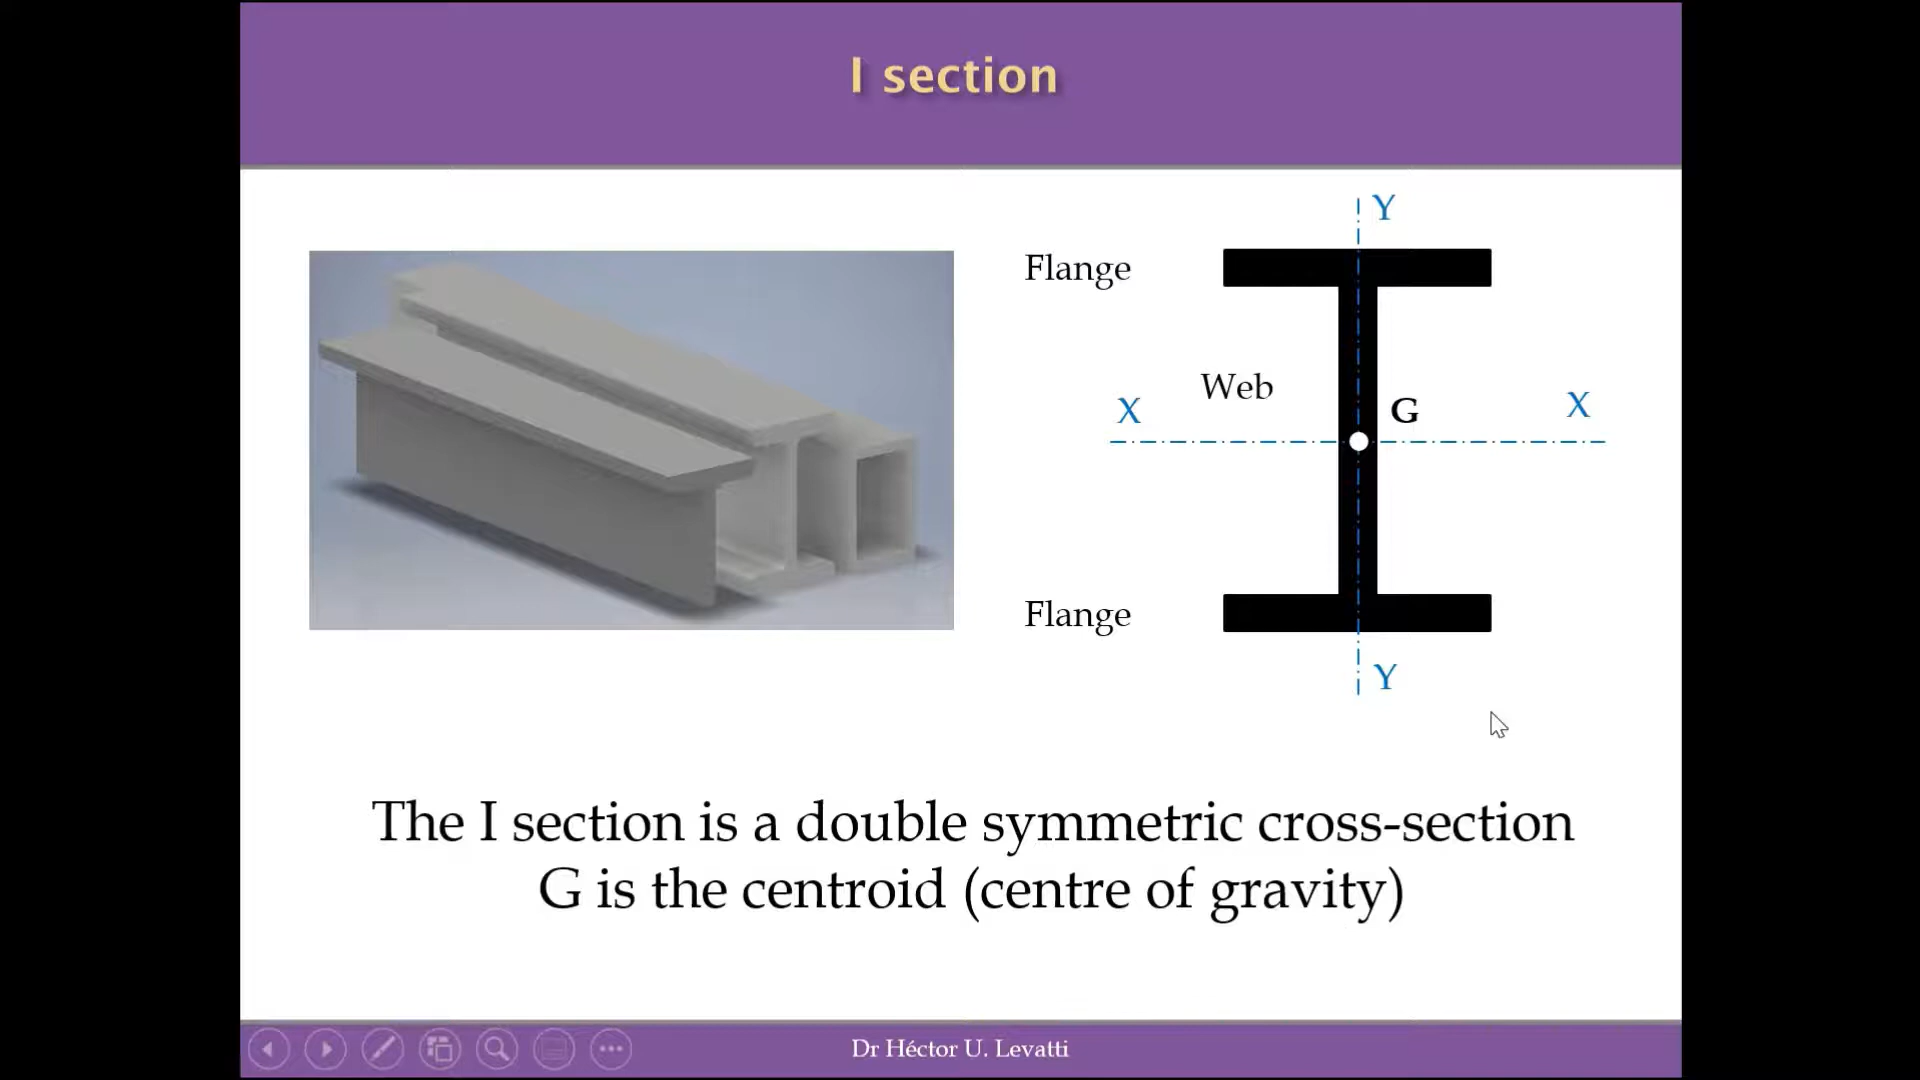 I section
Y
Flange
Web
X
G
X
Flange
Y
The I section is a double symmetric cross-section
G is the centroid (centre of gravity)
Dr Héctor U. Levatti